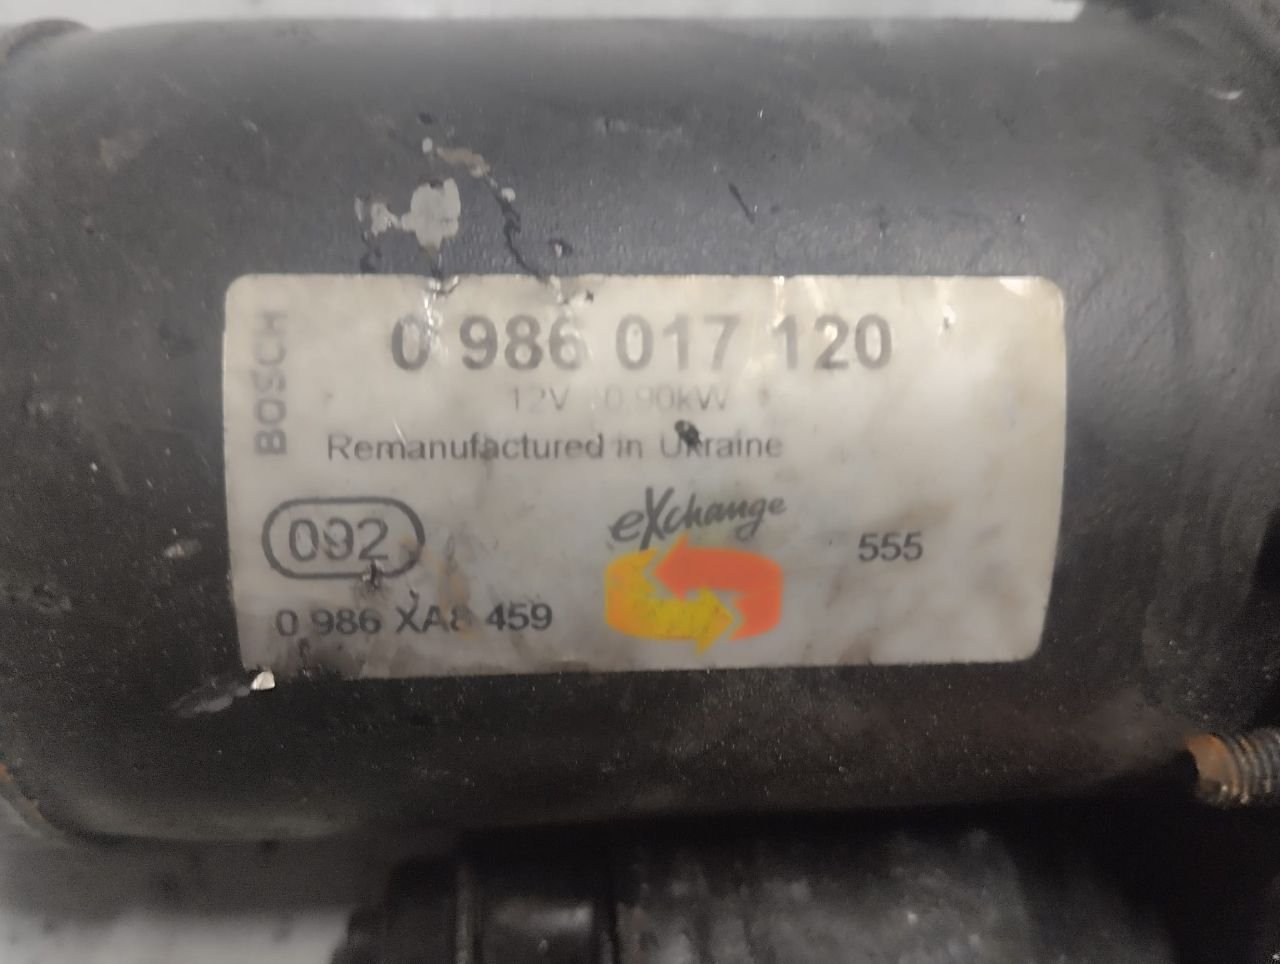 BOSCH
0 986 017 120
12V 0.90kW
Remanufactured in Ukraine
092
eXchange
555
0 986 XA8 459